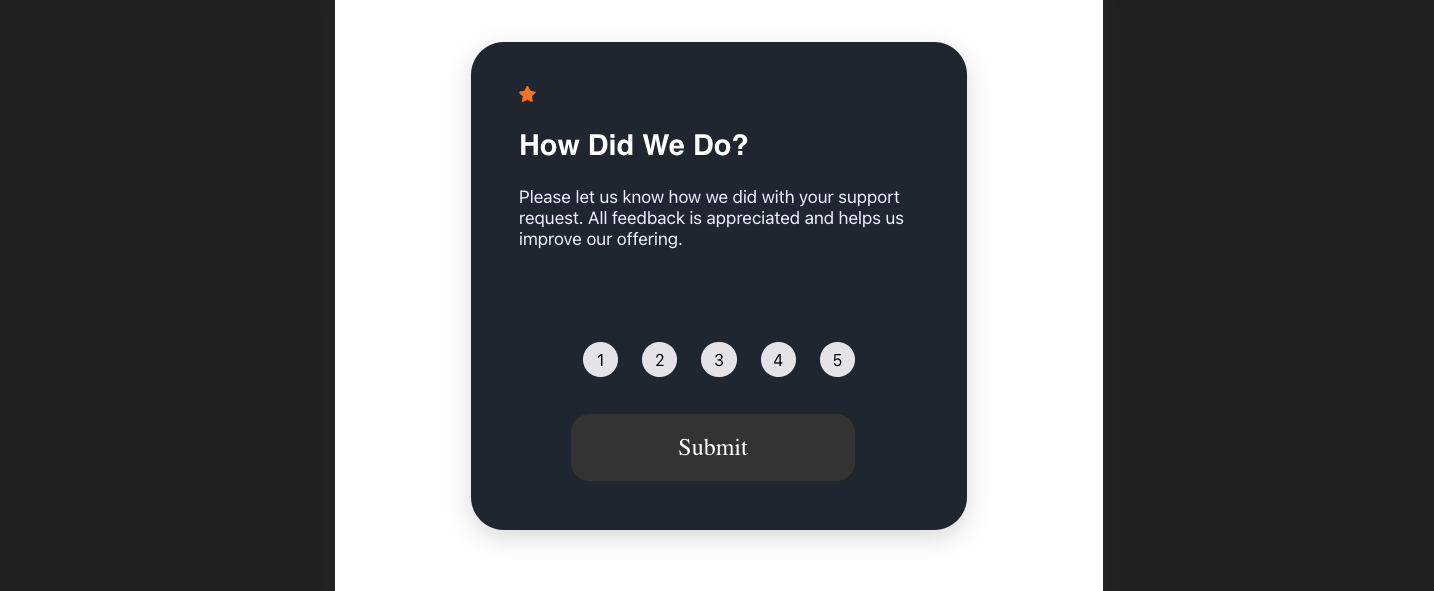 How Did We Do?
Please let us know how we did with your support
request. All feedback is appreciated and helps us
improve our offering.
1 2 3 4 5
Submit